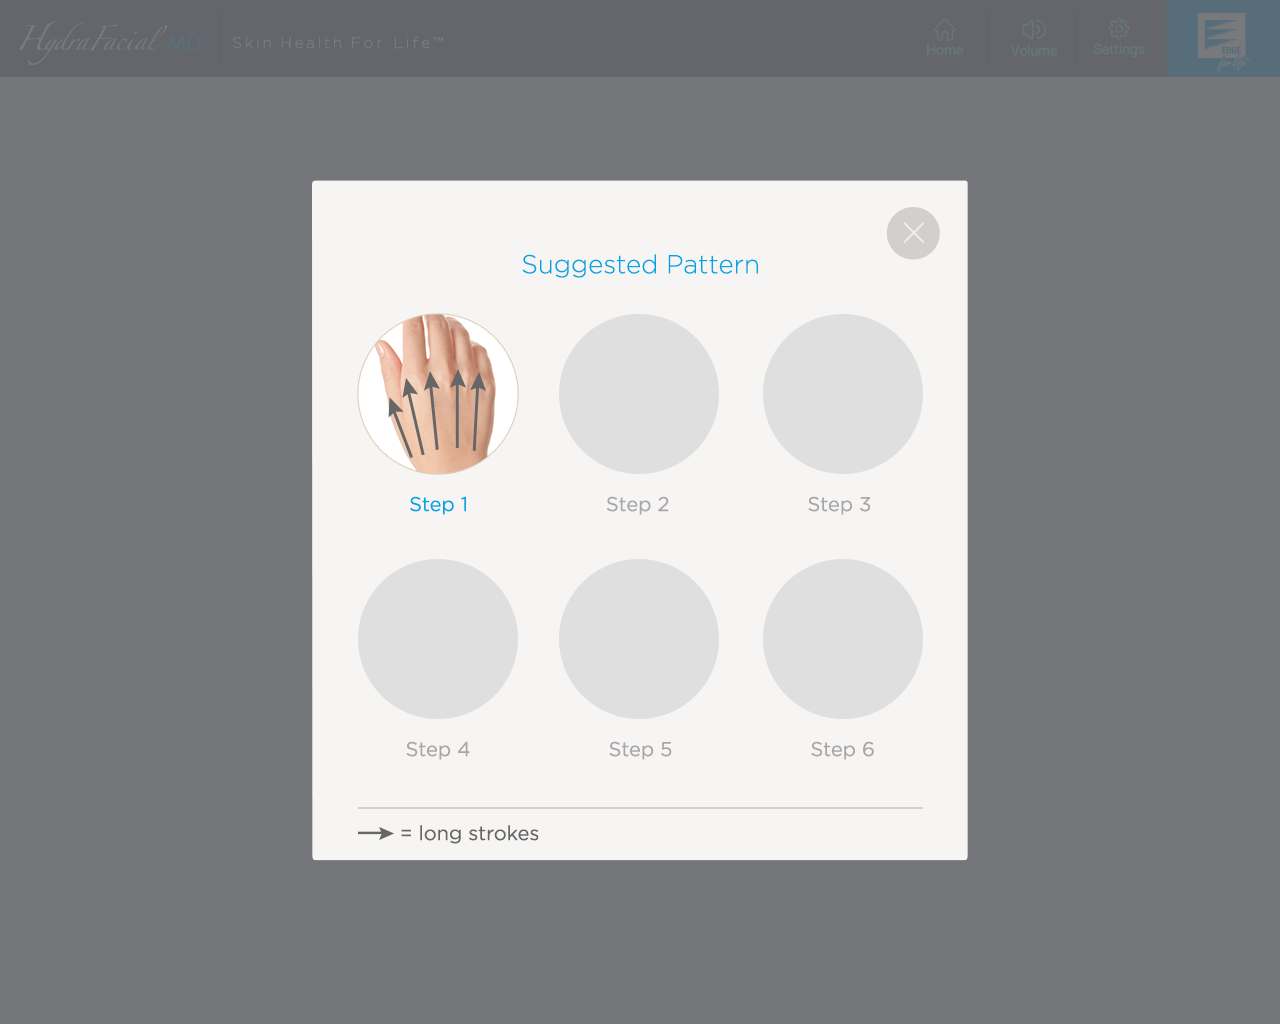 HydraFacial MD
Skin Health For Life™
Home
Volume
Settings
EDGE
for life
Suggested Pattern
Step 1
Step 2
Step 3
Step 4
Step 5
Step 6
= long strokes